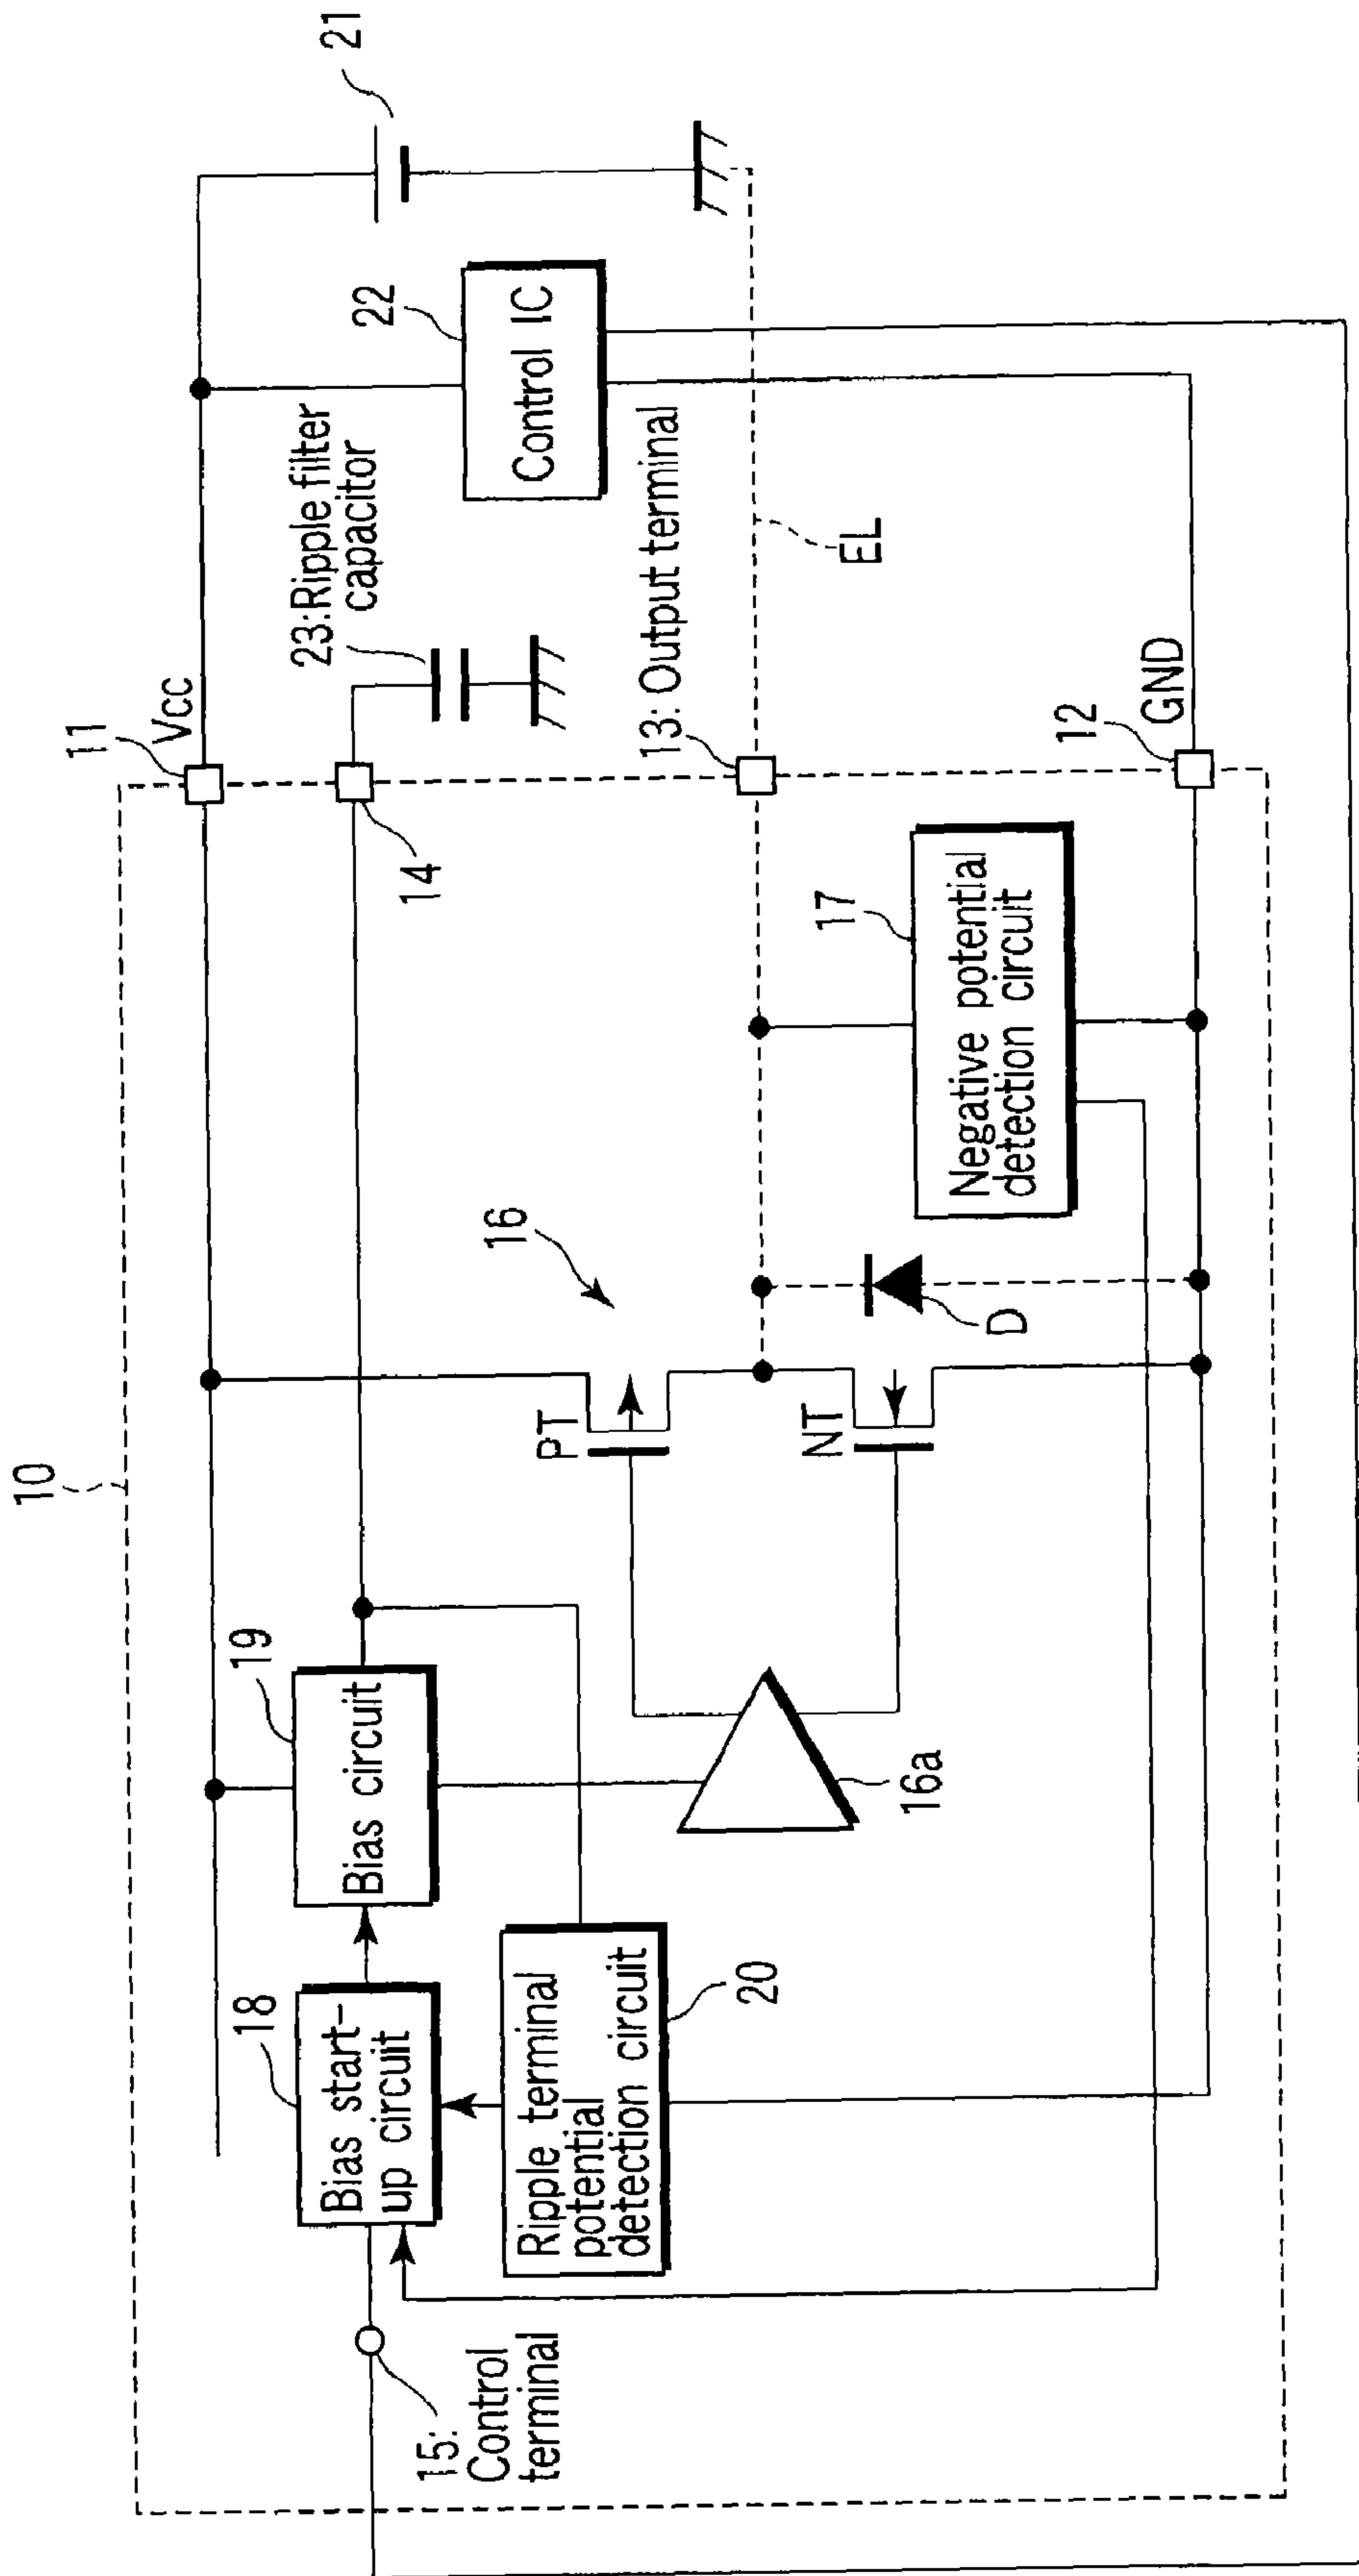 10
11
Vcc
21
18
Bias start-
up circuit
19
Bias circuit
14
23:Ripple filter
capacitor
22
Control IC
15:
Control
terminal
Ripple terminal
potential
detection circuit
20
16a
16
PT
NT
D
13: Output terminal
EL
17
Negative potential
detection circuit
12
GND